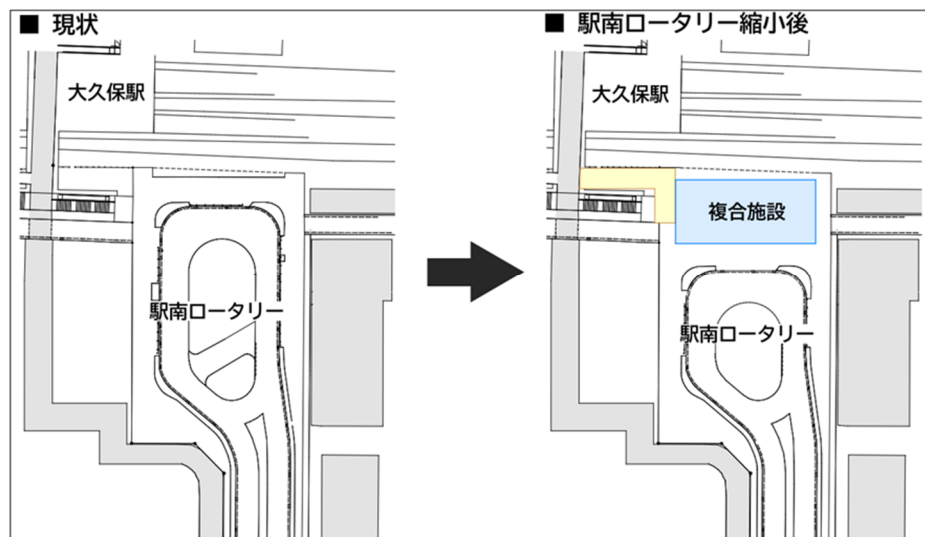 ■ 現状
大久保駅
駅南ロータリー
■ 駅南ロータリー縮小後
大久保駅
複合施設
駅南ロータリー